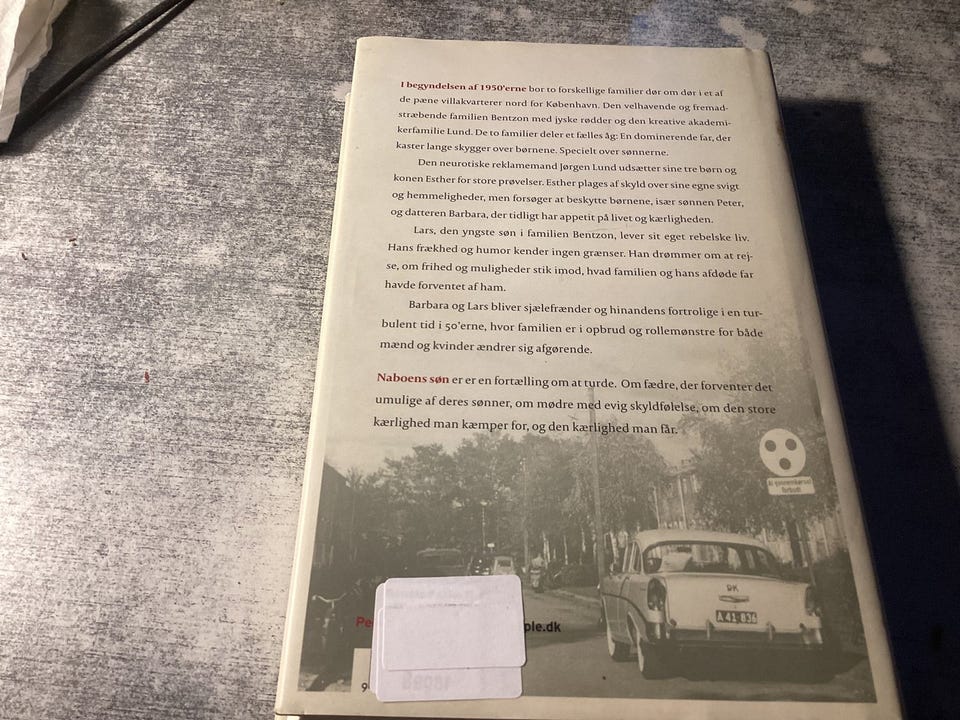 I begyndelsen af 1950'erne bor to forskellige familier dør om dør i et af
de pæne villakvarterer nord for København. Den velhavende og fremad-
stræbende familien Bentzon med jyske rødder og den kreative akademi-
kerfamilie Lund. De to familier deler et fælles åg: En dominerende far, der
kaster lange skygger over børnene. Specielt over sønnerne.
Den neurotiske reklamemand Jørgen Lund udsætter sine tre børn og
konen Esther for store prøvelser. Esther plages af skyld over sine egne svigt
og hemmeligheder, men forsøger at beskytte børnene, især sønnen Peter,
og datteren Barbara, der tidligt har appetit på livet og kærligheden.
Lars, den yngste søn i familien Bentzon, lever sit eget rebelske liv.
Hans frækhed og humor kender ingen grænser. Han drømmer om at rej-
se, om frihed og muligheder stik imod, hvad familien og hans afdøde far
havde forventet af ham.
Barbara og Lars bliver sjælefrænder og hinandens fortrolige i en tur-
bulent tid i 50'erne, hvor familien er i opbrud og rollemønstre for både
mænd og kvinder ændrer sig afgørende.
Naboens søn er er en fortælling om at turde. Om fædre, der forventer det
umulige af deres sønner, om mødre med evig skyldfølelse, om den store
kærlighed man kæmper for, og den kærlighed man får.
Al gennemkørsel
forbudt
DK
A 41.836
Pe
ple.dk
9